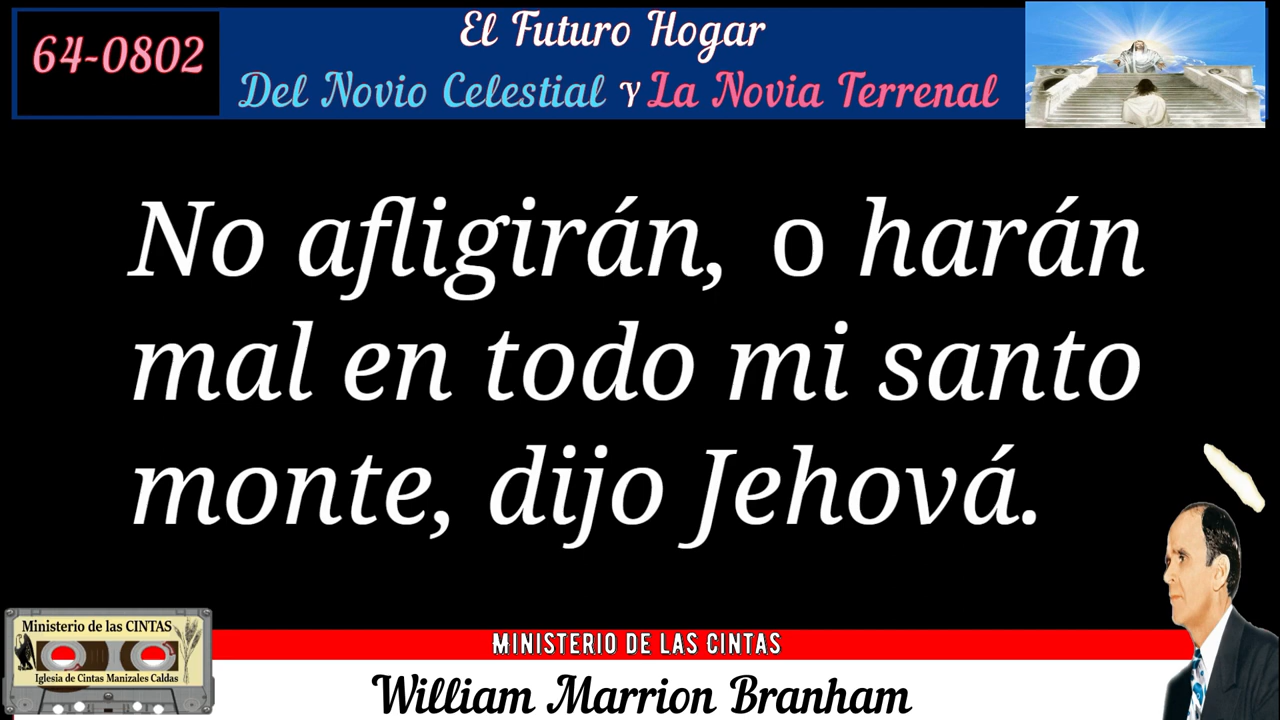 64-0802
El Futuro Hogar
Del Novio Celestial Y La Novia Terrenal
No afligirán, o harán
mal en todo mi santo
monte, dijo Jehová.
Ministerio de las CINTAS
Iglesia de Cintas Manizales Caldas
MINISTERIO DE LAS CINTAS
William Marrion Branham